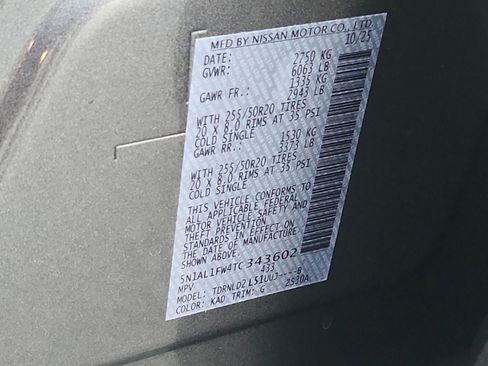 MFD BY NISSAN MOTOR CO., LTD.
DATE: 10/25
GVWR: 2750 KG
6063 LB
GAWR FR.: 1335 KG
2943 LB
WITH 255/50R20 TIRES
20 X 8.0 RIMS AT 35 PSI
COLD SINGLE
GAWR RR.: 1530 KG
3373 LB
WITH 255/50R20 TIRES
20 X 8.0 RIMS AT 35 PSI
COLD SINGLE
THIS VEHICLE CONFORMS TO
ALL APPLICABLE FEDERAL
MOTOR VEHICLE SAFETY AND
THEFT PREVENTION
STANDARDS IN EFFECT ON
THE DATE OF MANUFACTURE
SHOWN ABOVE.
5N1AL1FW4TC343602
MPV 433
MODEL: TDRNLD2L51UUJ----B
COLOR: KAD TRIM: G 2530A